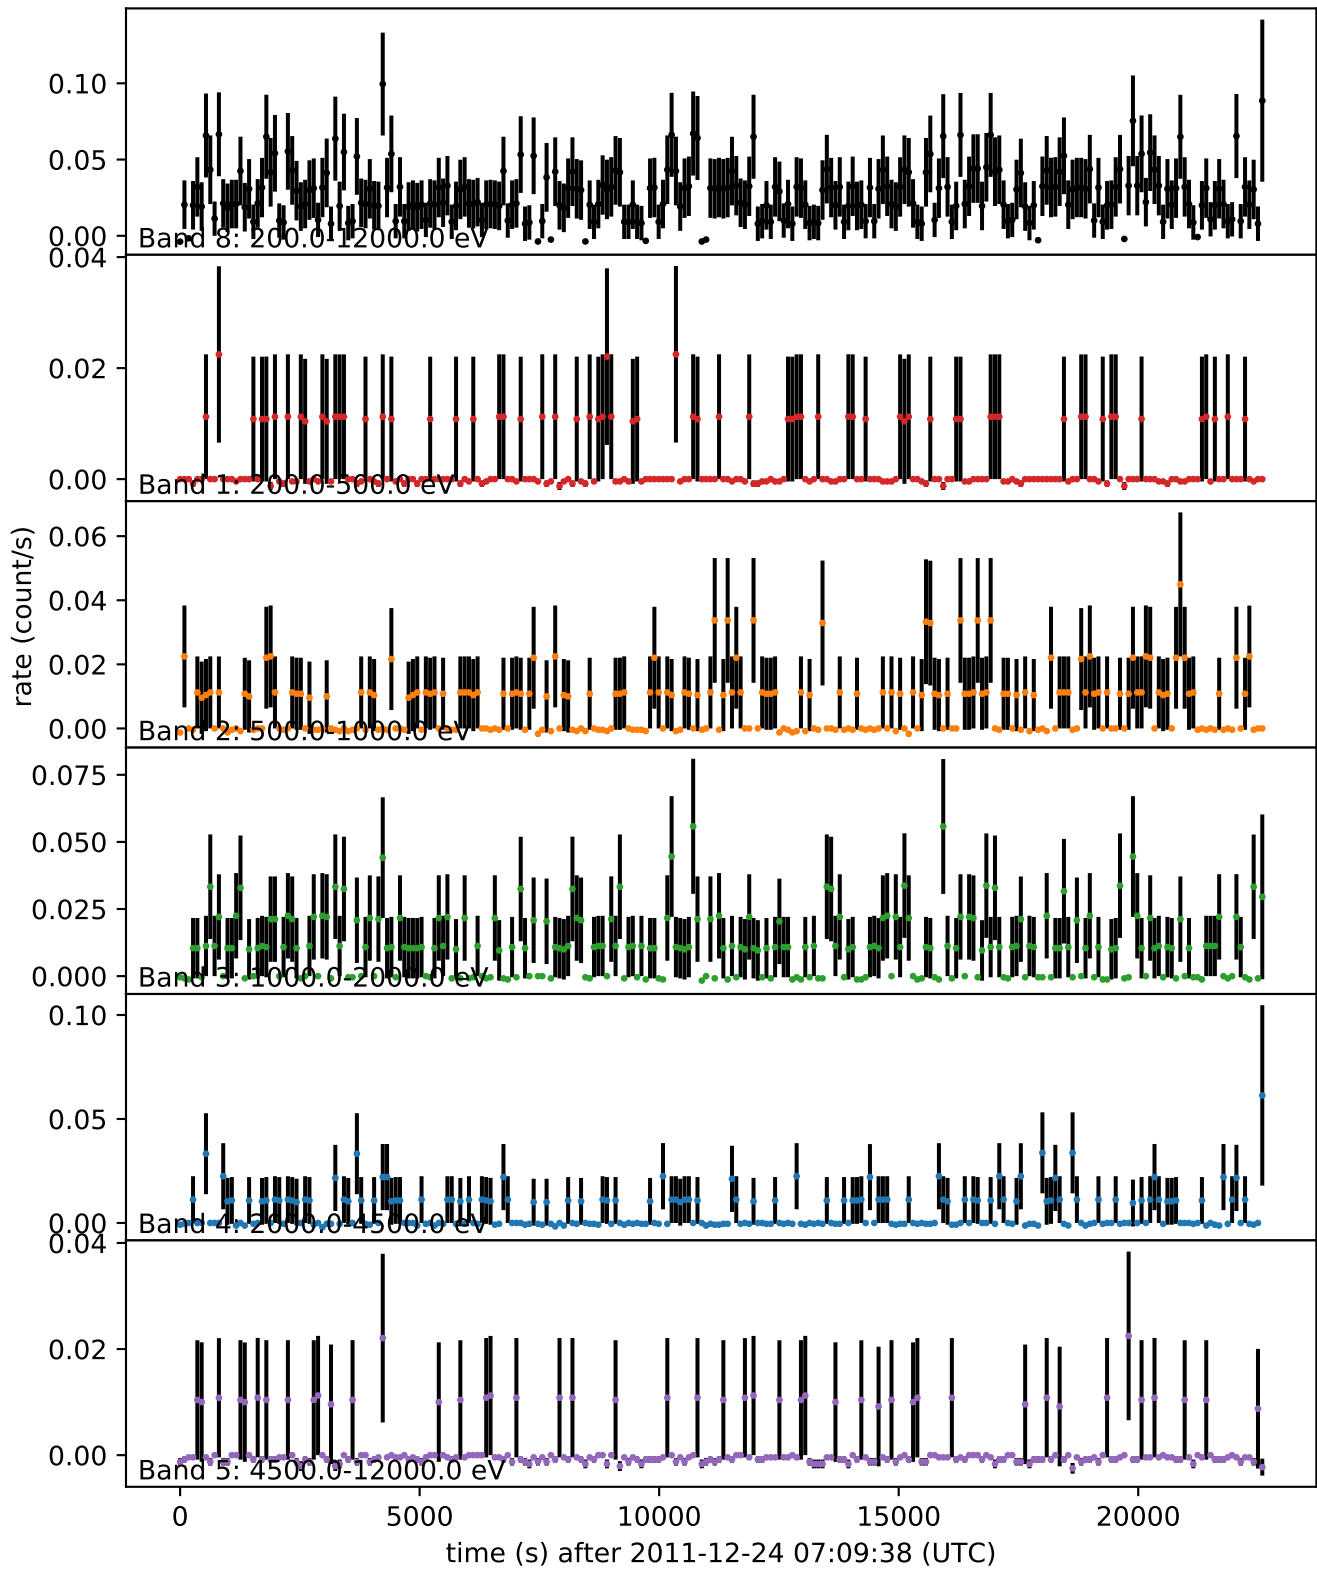 0.10
0.05
0.00
Band 8: 200.0-12000.0 eV
0.04
0.02
0.00
Band 1: 200.0-500.0 eV
0.06
0.04
0.02
0.00
Band 2: 500.0-1000.0 eV
rate (count/s)
0.075
0.050
0.025
0.000
Band 3: 1000.0-2000.0 eV
0.10
0.05
0.00
Band 4: 2000.0-4500.0 eV
0.04
0.02
0.00
Band 5: 4500.0-12000.0 eV
0 5000 10000 15000 20000
time (s) after 2011-12-24 07:09:38 (UTC)